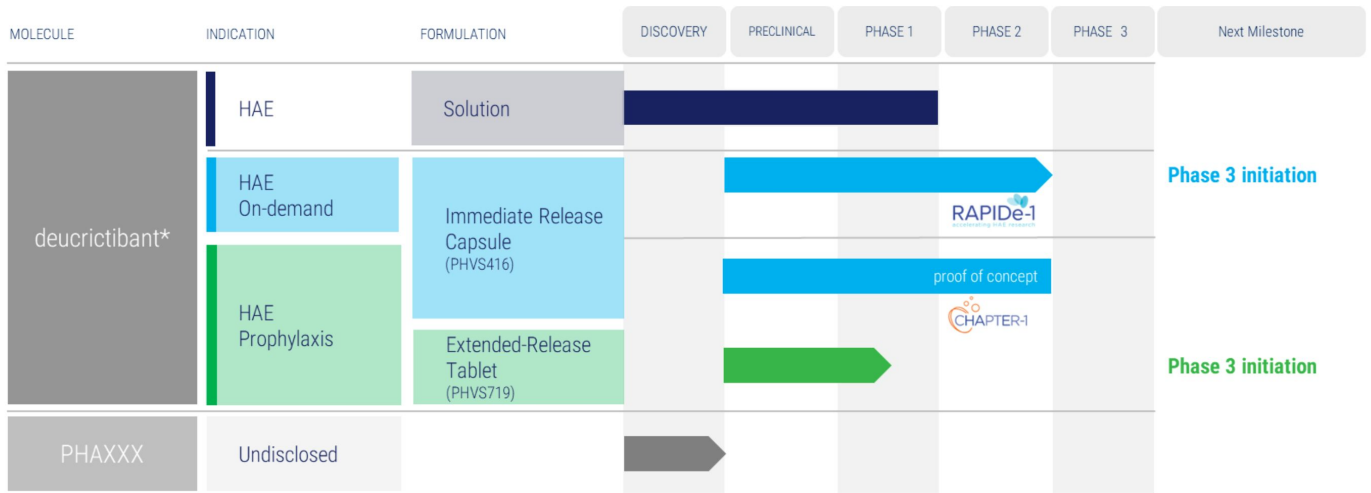 MOLECULE
INDICATION
FORMULATION
DISCOVERY
PRECLINICAL
PHASE 1
PHASE 2
PHASE 3
Next Milestone
deucrictibant*
HAE
Solution
HAE
On-demand
Immediate Release
Capsule
(PHVS416)
RAPIDe-1
accelerating HAE research
Phase 3 initiation
HAE
Prophylaxis
proof of concept
CHAPTER-1
Extended-Release
Tablet
(PHVS719)
Phase 3 initiation
PHAXXX
Undisclosed